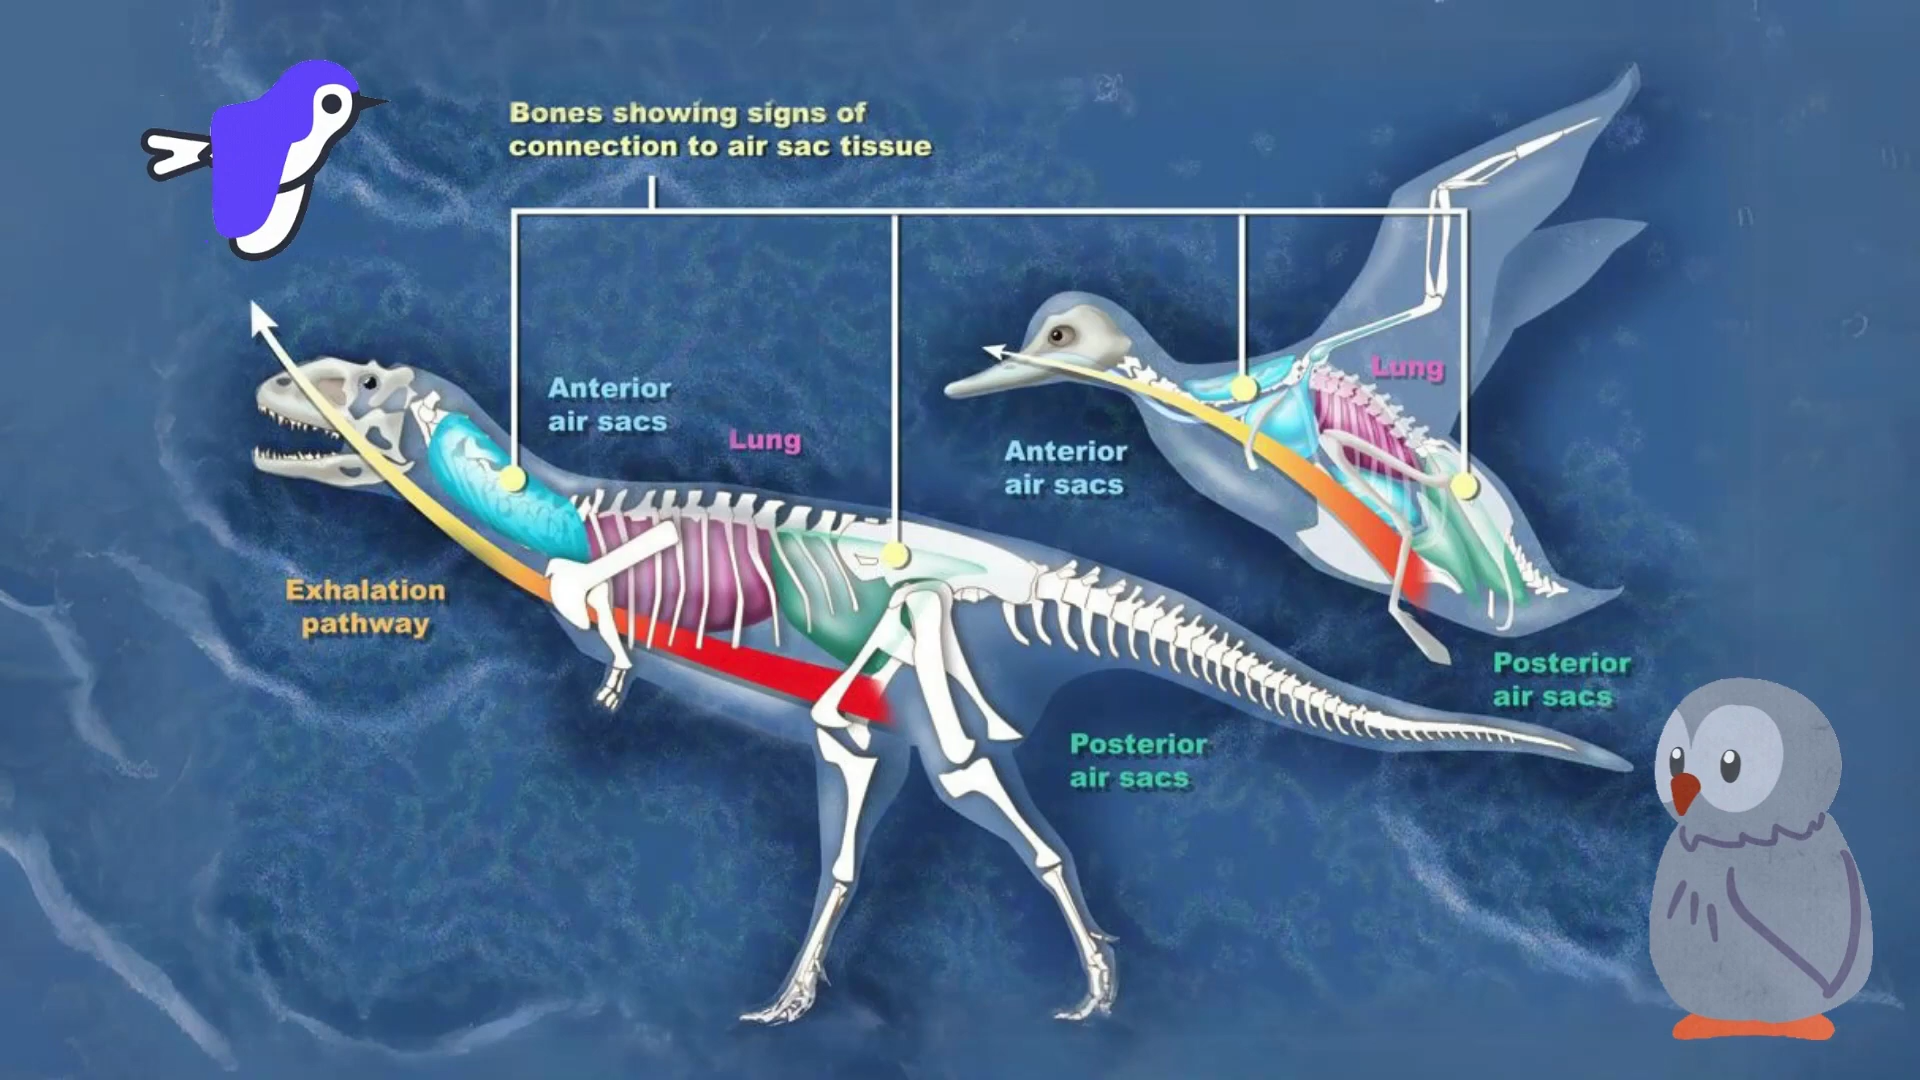 Bones showing signs of
connection to air sac tissue
Anterior
air sacs
Lung
Exhalation
pathway
Posterior
air sacs
Lung
Anterior
air sacs
Posterior
air sacs